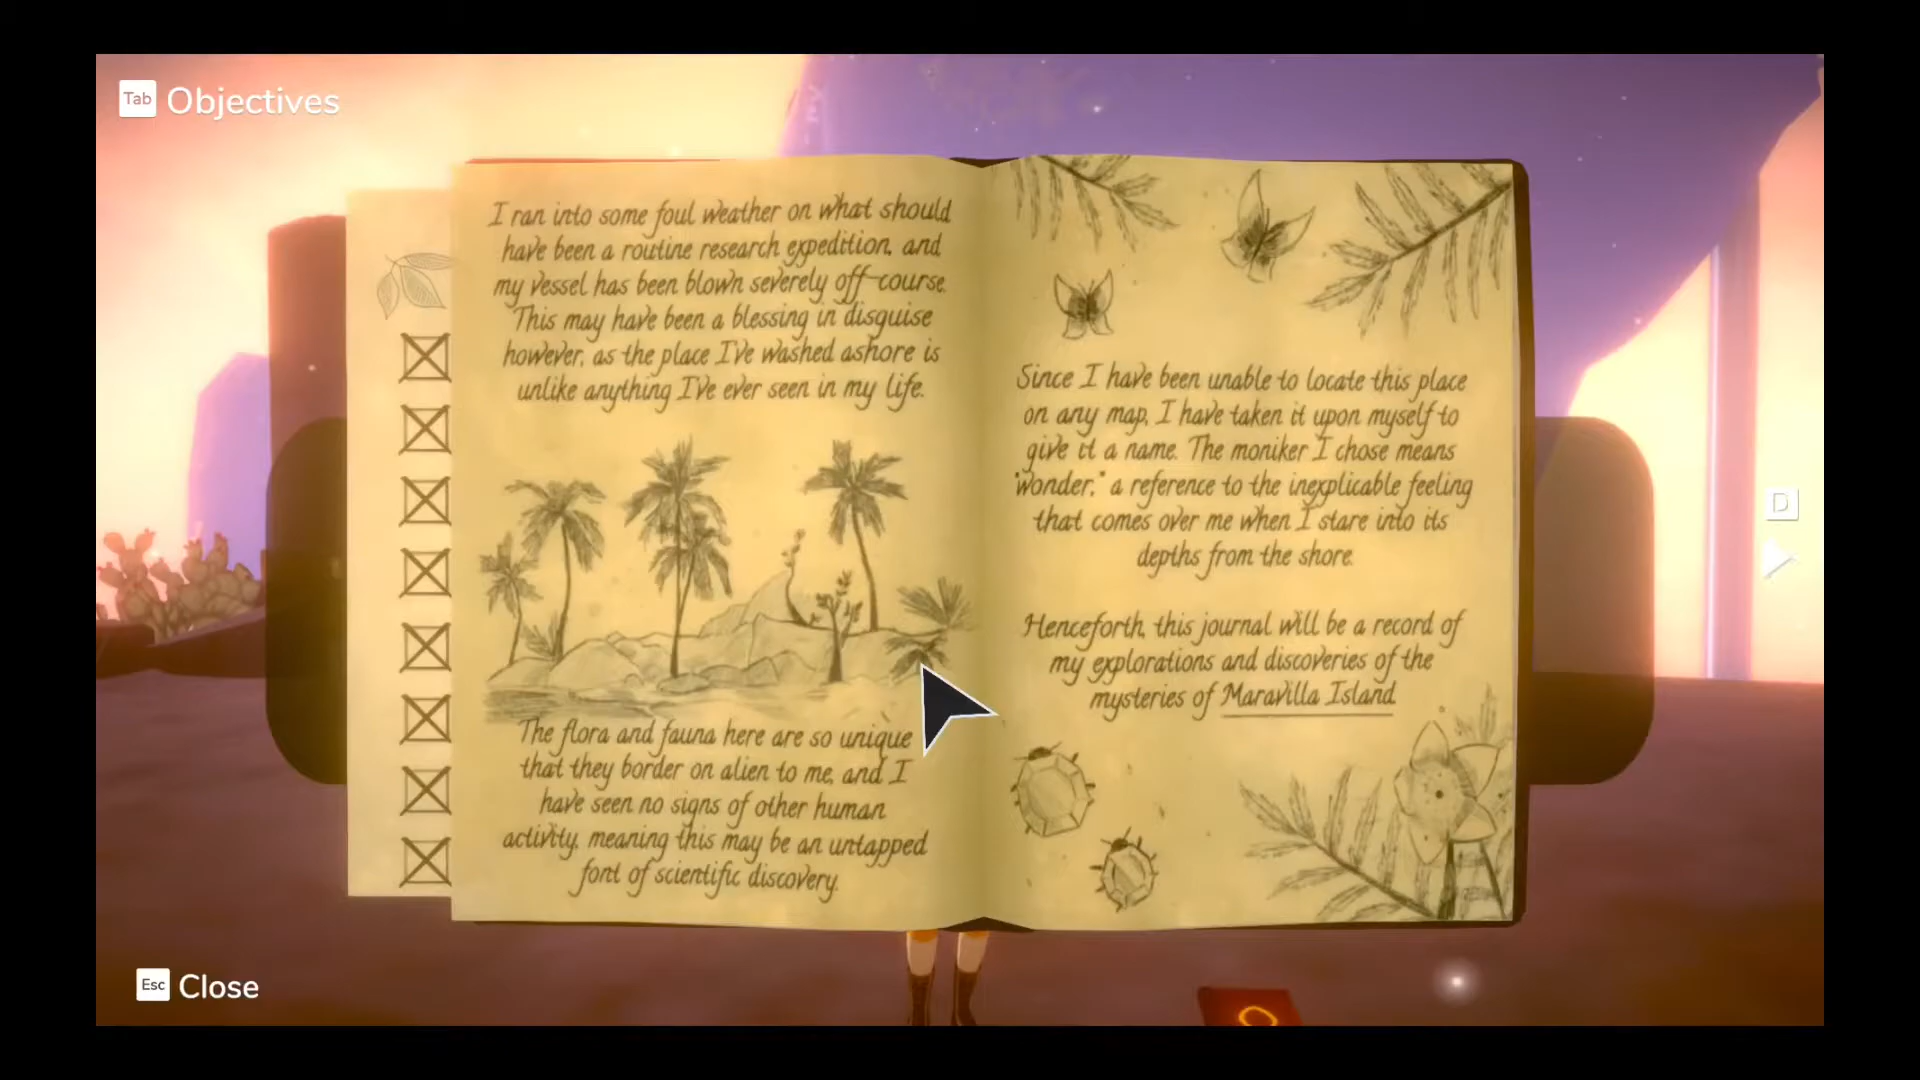 Tab Objectives
I ran into some foul weather on what should
have been a routine research expedition, and
my vessel has been blown severely off-course.
This may have been a blessing in disguise
however, as the place I've washed ashore is
unlike anything I've ever seen in my life.
The flora and fauna here are so unique
that they border on alien to me, and I
have seen no signs of other human
activity, meaning this may be an untapped
font of scientific discovery.
Since I have been unable to locate this place
on any map, I have taken it upon myself to
give it a name. The moniker I chose means
"wonder," a reference to the inexplicable feeling
that comes over me when I stare into its
depths from the shore.
Henceforth, this journal will be a record of
my explorations and discoveries of the
mysteries of Maravilla Island.
D
Esc Close